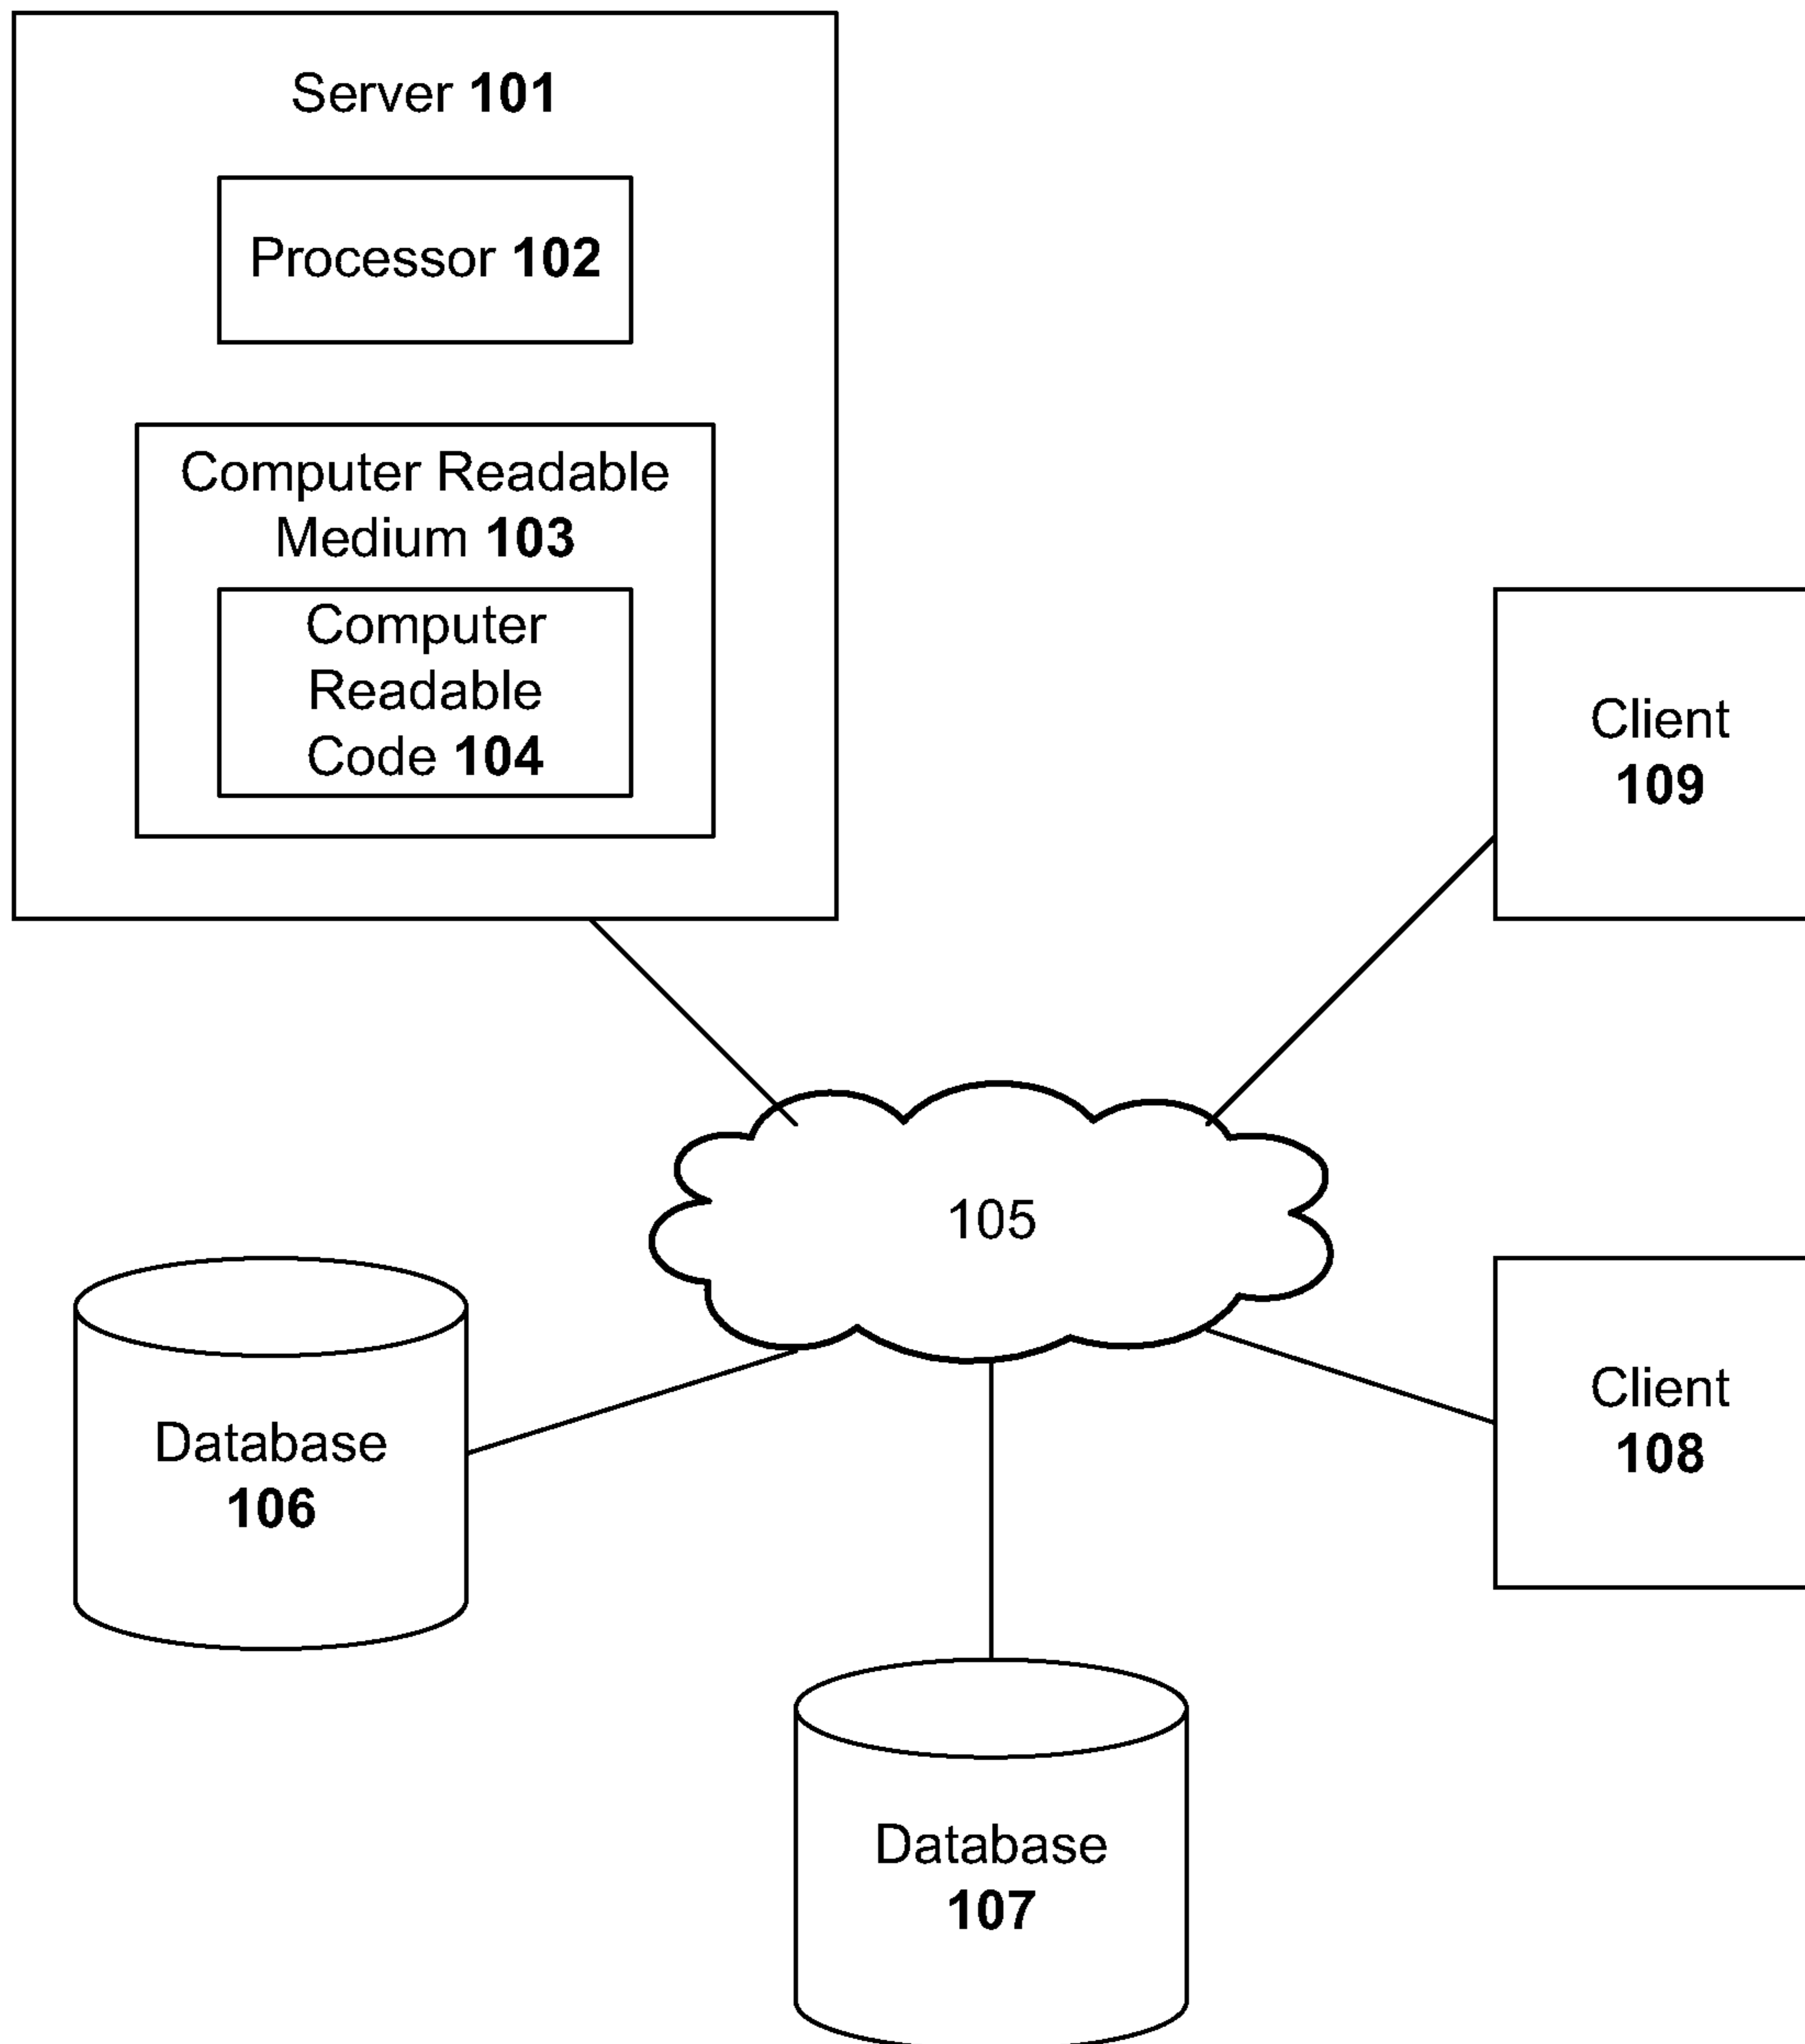 Server 101
Processor 102
Computer Readable
Medium 103
Computer
Readable
Code 104
Client
109
105
Client
108
Database
106
Database
107